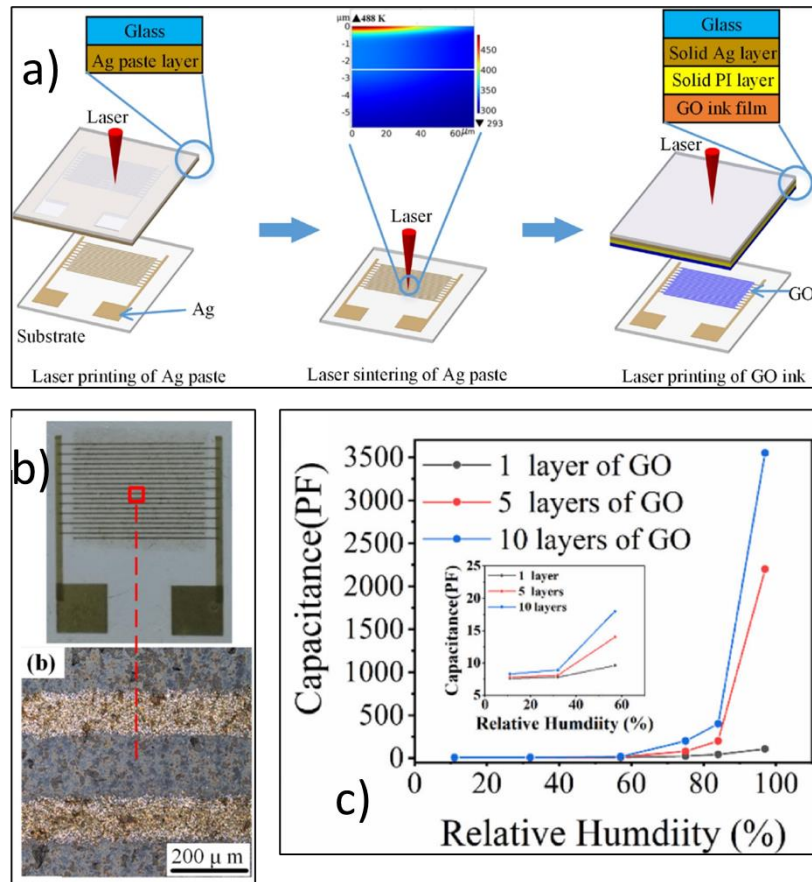 a)
Glass
Ag paste layer
Laser
Ag
Substrate
Laser printing of Ag paste
μm ▲488 K
0
-1
-2
-3
-4
-5
0 20 40 60 μm
450
400
350
300
▼ 293
Laser
Laser sintering of Ag paste
Glass
Solid Ag layer
Solid PI layer
GO ink film
Laser
GO
Laser printing of GO ink
b)
(b)
200 μ m
c)
Capacitance(PF)
3500
3000
2500
2000
1500
1000
500
0
0 20 40 60 80 100
Relative Humdiity (%)
1 layer of GO
5 layers of GO
10 layers of GO
Capacitance(PF)
25
20
15
10
5
0 20 40 60
Relative Humdiity (%)
1 layer
5 layers
10 layers